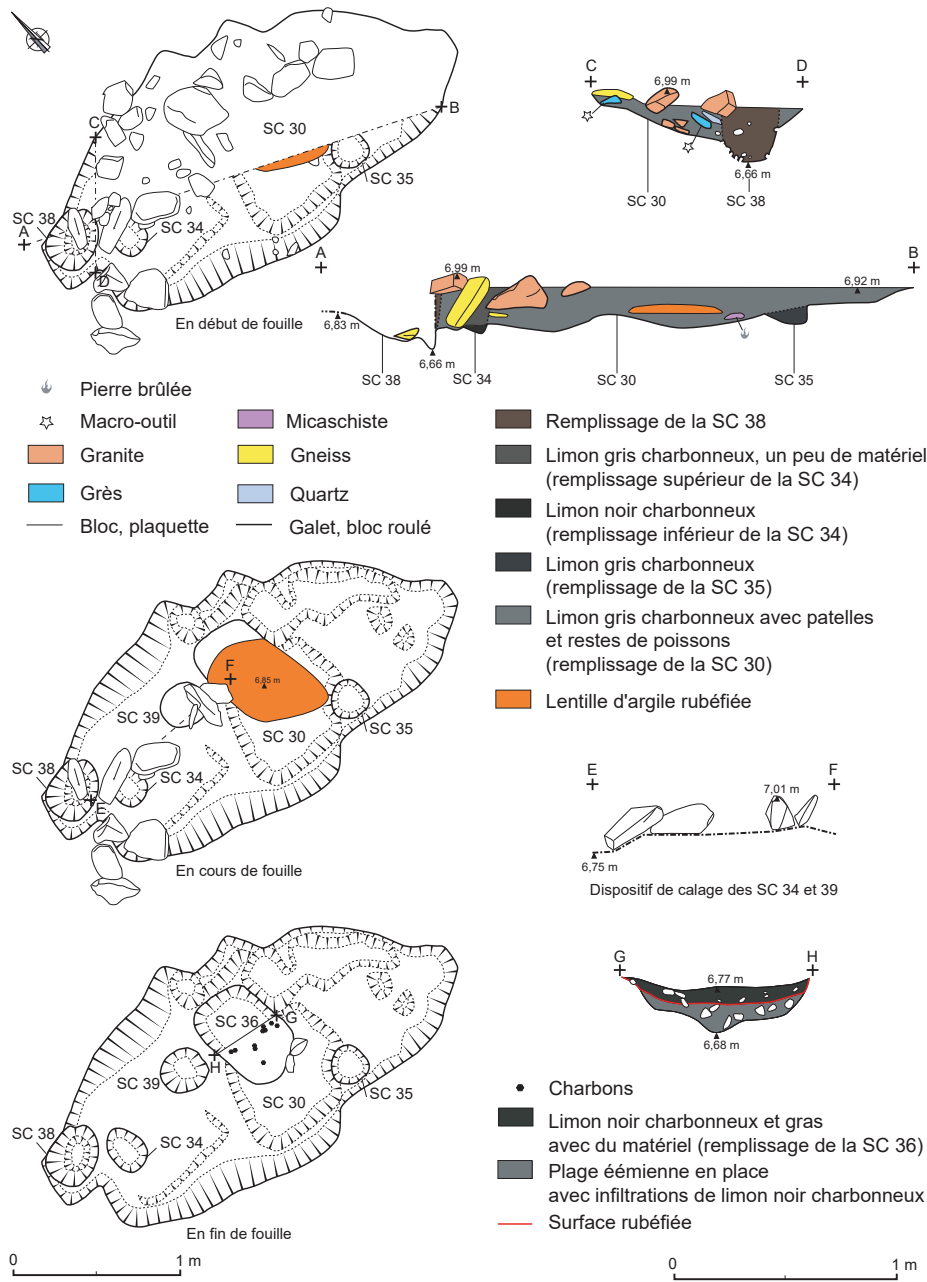 C
B
SC 30
SC 35
SC 38
A
SC 34
D
En début de fouille
C
D
6,99 m
6,66 m
SC 30
SC 38
A
B
6,99 m
6,92 m
6,83 m
6,66 m
SC 38
SC 34
SC 30
SC 35
Pierre brûlée
Macro-outil
Granite
Grès
Bloc, plaquette
Micaschiste
Gneiss
Quartz
Galet, bloc roulé
Remplissage de la SC 38
Limon gris charbonneux, un peu de matériel
(remplissage supérieur de la SC 34)
Limon noir charbonneux
(remplissage inférieur de la SC 34)
Limon gris charbonneux
(remplissage de la SC 35)
Limon gris charbonneux avec patelles
et restes de poissons
(remplissage de la SC 30)
Lentille d'argile rubéfiée
F
6,85 m
SC 39
SC 35
SC 30
SC 38
SC 34
E
En cours de fouille
E
F
7,01 m
6,75 m
Dispositif de calage des SC 34 et 39
SC 36
G
H
SC 39
SC 35
SC 30
SC 38
SC 34
En fin de fouille
G
H
6,77 m
6,68 m
Charbons
Limon noir charbonneux et gras
avec du matériel (remplissage de la SC 36)
Plage éémienne en place
avec infiltrations de limon noir charbonneux
Surface rubéfiée
0
1 m
0
1 m